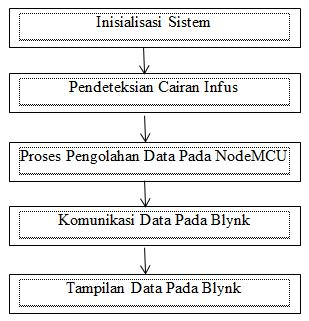 Inisialisasi Sistem
Pendeteksian Cairan Infus
Proses Pengolahan Data Pada NodeMCU
Komunikasi Data Pada Blynk
Tampilan Data Pada Blynk